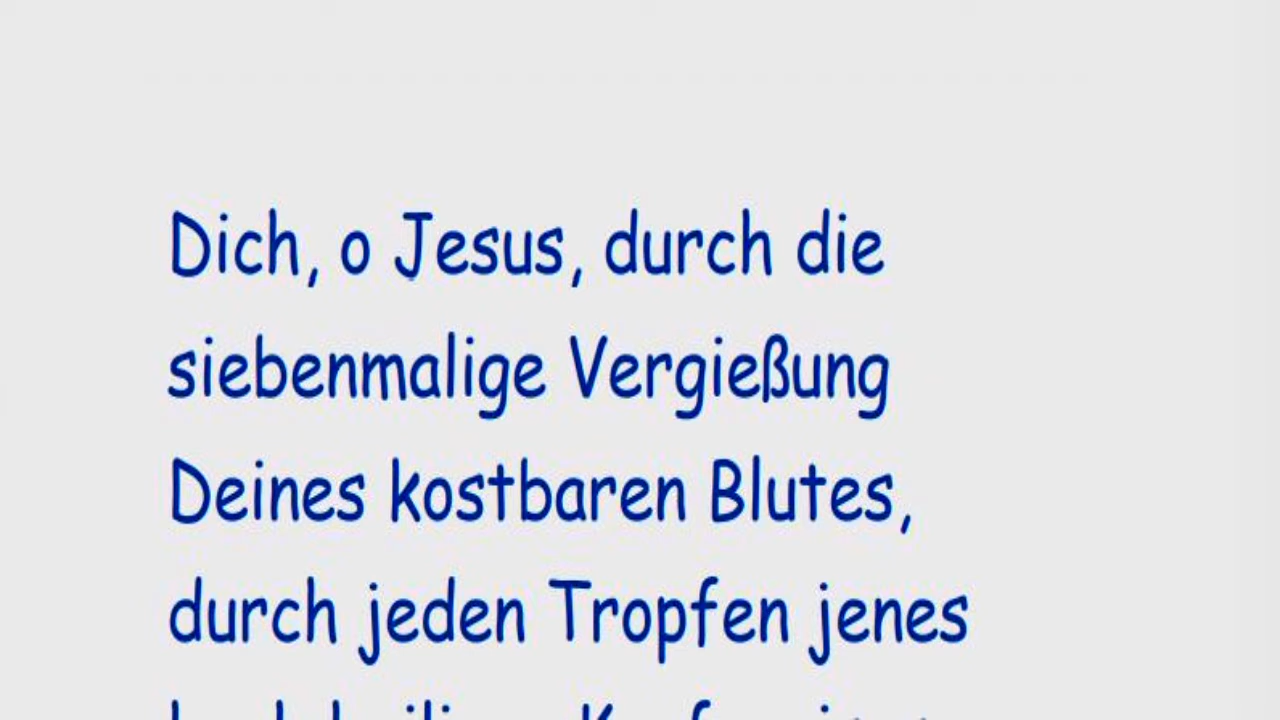 Dich, o Jesus, durch die
siebenmalige Vergießung
Deines kostbaren Blutes,
durch jeden Tropfen jenes